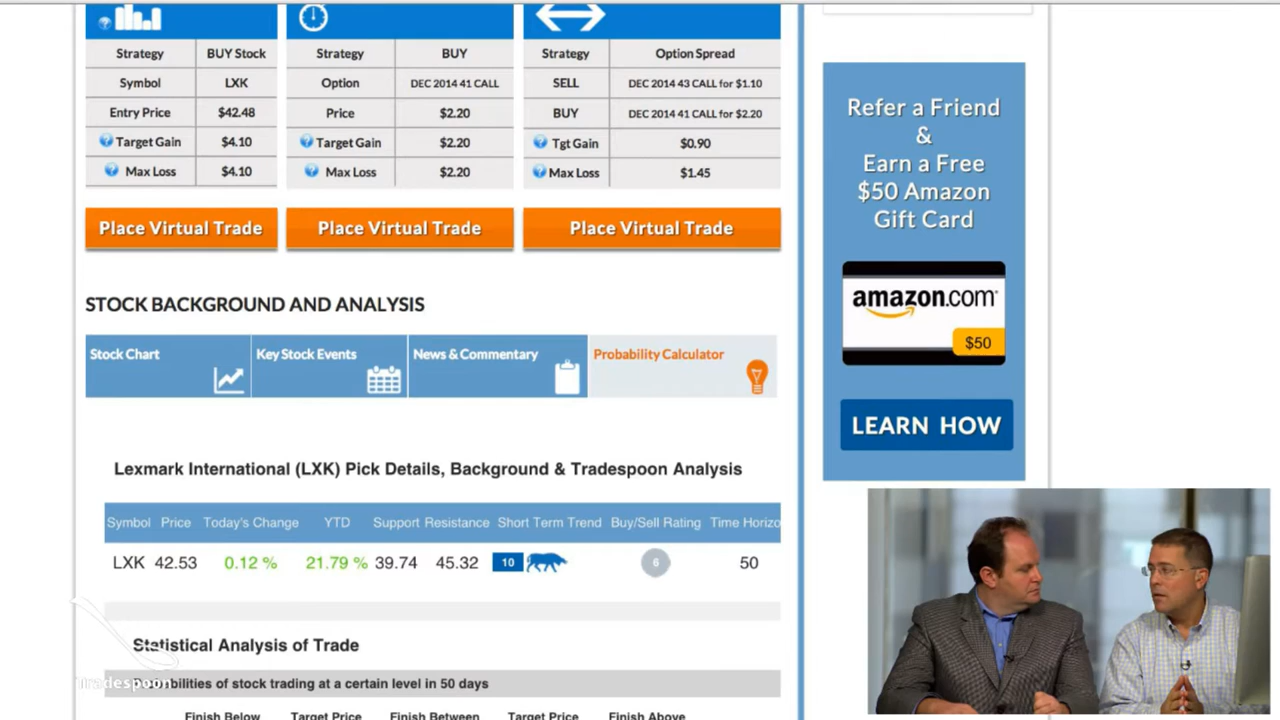 Strategy BUY Stock
Symbol LXK
Entry Price $42.48
Target Gain $4.10
Max Loss $4.10
Place Virtual Trade
Strategy BUY
Option DEC 2014 41 CALL
Price $2.20
Target Gain $2.20
Max Loss $2.20
Place Virtual Trade
Strategy Option Spread
SELL DEC 2014 43 CALL for $1.10
BUY DEC 2014 41 CALL for $2.20
Tgt Gain $0.90
Max Loss $1.45
Place Virtual Trade
Refer a Friend
&
Earn a Free
$50 Amazon
Gift Card
amazon.com
$50
LEARN HOW
STOCK BACKGROUND AND ANALYSIS
Stock Chart Key Stock Events News & Commentary Probability Calculator
Lexmark International (LXK) Pick Details, Background & Tradespoon Analysis
Symbol Price Today's Change YTD Support Resistance Short Term Trend Buy/Sell Rating Time Horizo
LXK 42.53 0.12 % 21.79 % 39.74 45.32 10 6 50
Statistical Analysis of Trade
tradespoon
bilities of stock trading at a certain level in 50 days
Finish Below Target Price Finish Between Target Price Finish Above